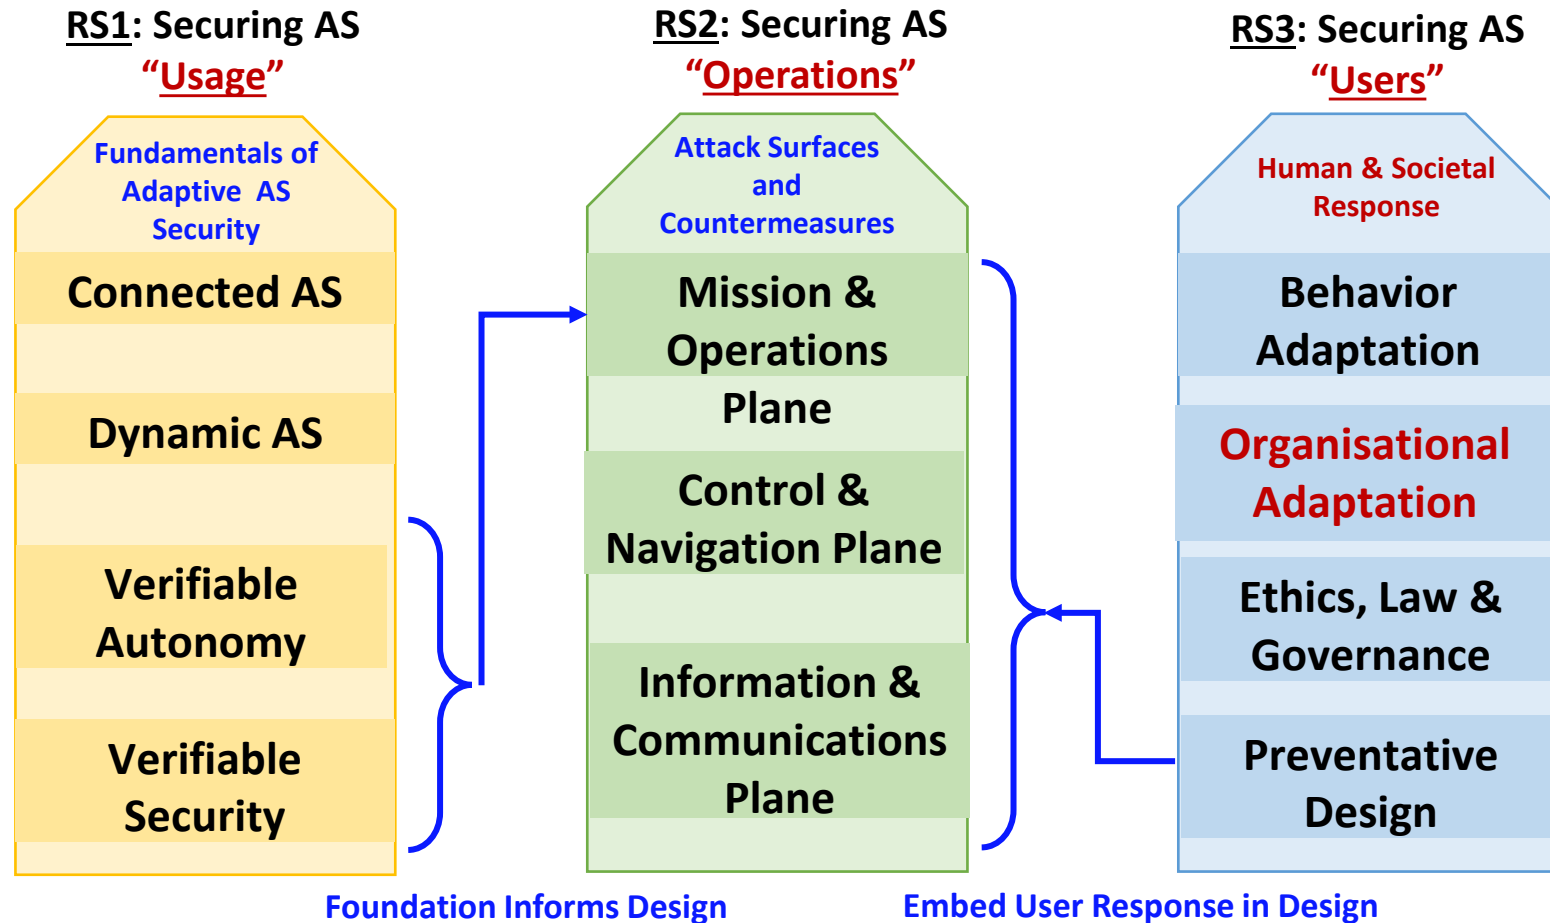 RS1: Securing AS
“Usage”
Fundamentals of
Adaptive AS
Security
Connected AS
Dynamic AS
Verifiable
Autonomy
Verifiable
Security
RS2: Securing AS
“Operations”
Attack Surfaces
and
Countermeasures
Mission &
Operations
Plane
Control &
Navigation Plane
Information &
Communications
Plane
RS3: Securing AS
“Users”
Human & Societal
Response
Behavior
Adaptation
Organisational
Adaptation
Ethics, Law &
Governance
Preventative
Design
Foundation Informs Design
Embed User Response in Design